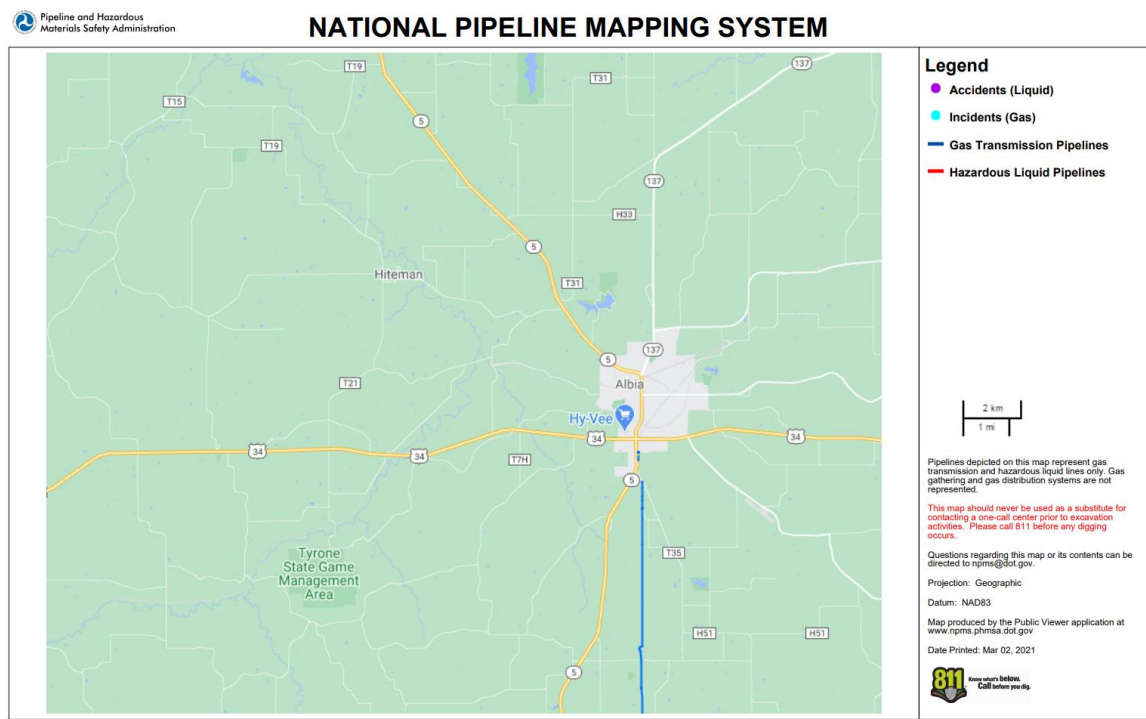 Pipeline and Hazardous
Materials Safety Administration
NATIONAL PIPELINE MAPPING SYSTEM
T19
T31
137
T15
5
T19
137
H33
5
Hiteman
T31
137
5
Albia
T21
Hy-Vee
34
34
34
34
T7H
5
T35
Tyrone
State Game
Management
Area
H51
H51
5
Legend
Accidents (Liquid)
Incidents (Gas)
Gas Transmission Pipelines
Hazardous Liquid Pipelines
2 km
1 mi
Pipelines depicted on this map represent gas
transmission and hazardous liquid lines only. Gas
gathering and gas distribution systems are not
represented.
This map should never be used as a substitute for
contacting a one-call center prior to excavation
activities. Please call 811 before any digging
occurs.
Questions regarding this map or its contents can be
directed to npms@dot.gov.
Projection: Geographic
Datum: NAD83
Map produced by the Public Viewer application at
www.npms.phmsa.dot.gov
Date Printed: Mar 02, 2021
811
Know what's below.
Call before you dig.